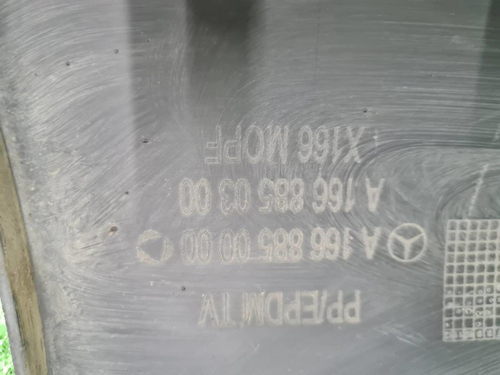 PP/EPDM TV
A 166 885 00 00
A 166 885 03 00
X166 MOPF